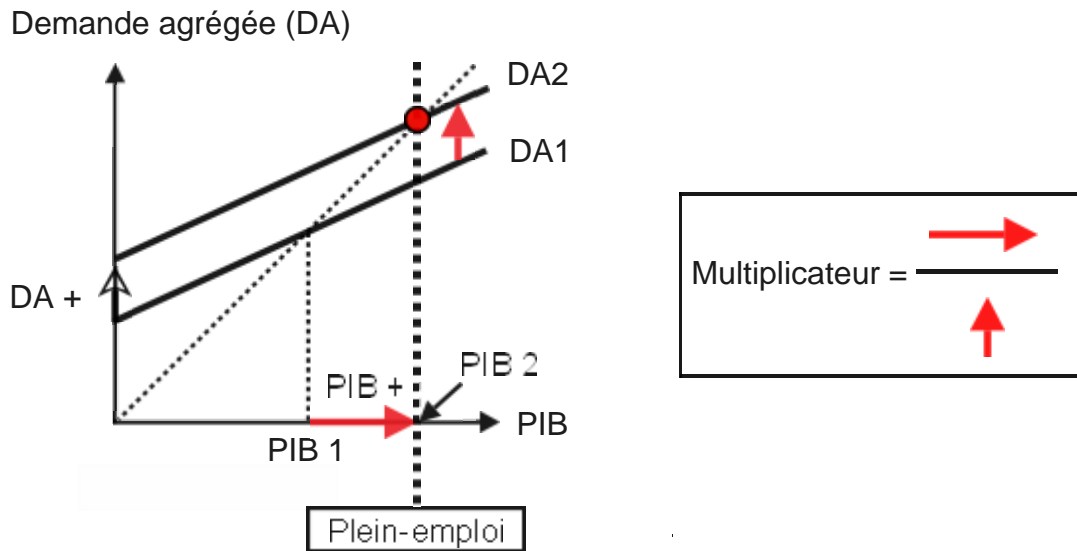 Demande agrégée (DA)
DA2
DA1
DA +
Multiplicateur =
PIB +
PIB 2
PIB
PIB 1
Plein-emploi